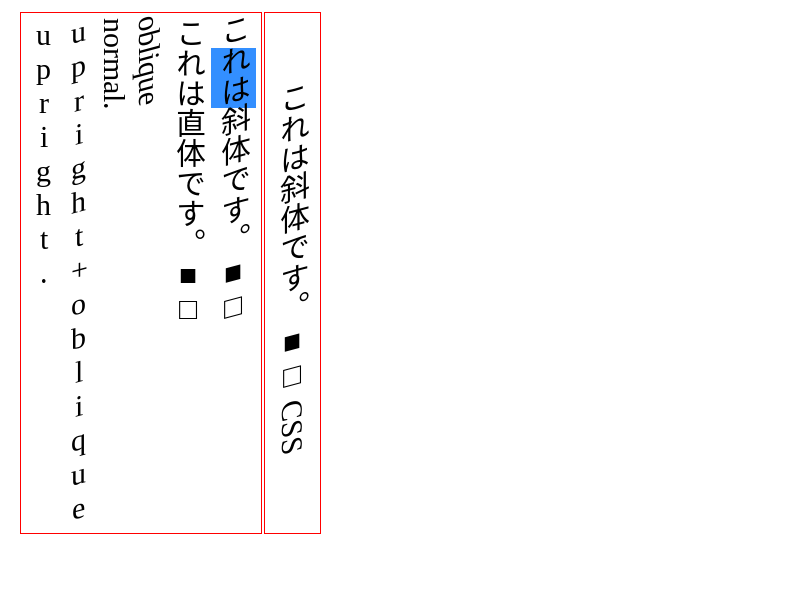 これは斜体です。■□ CSS
これは斜体です。■□
これは直体です。■□
oblique
normal.
upright+oblique
upright.